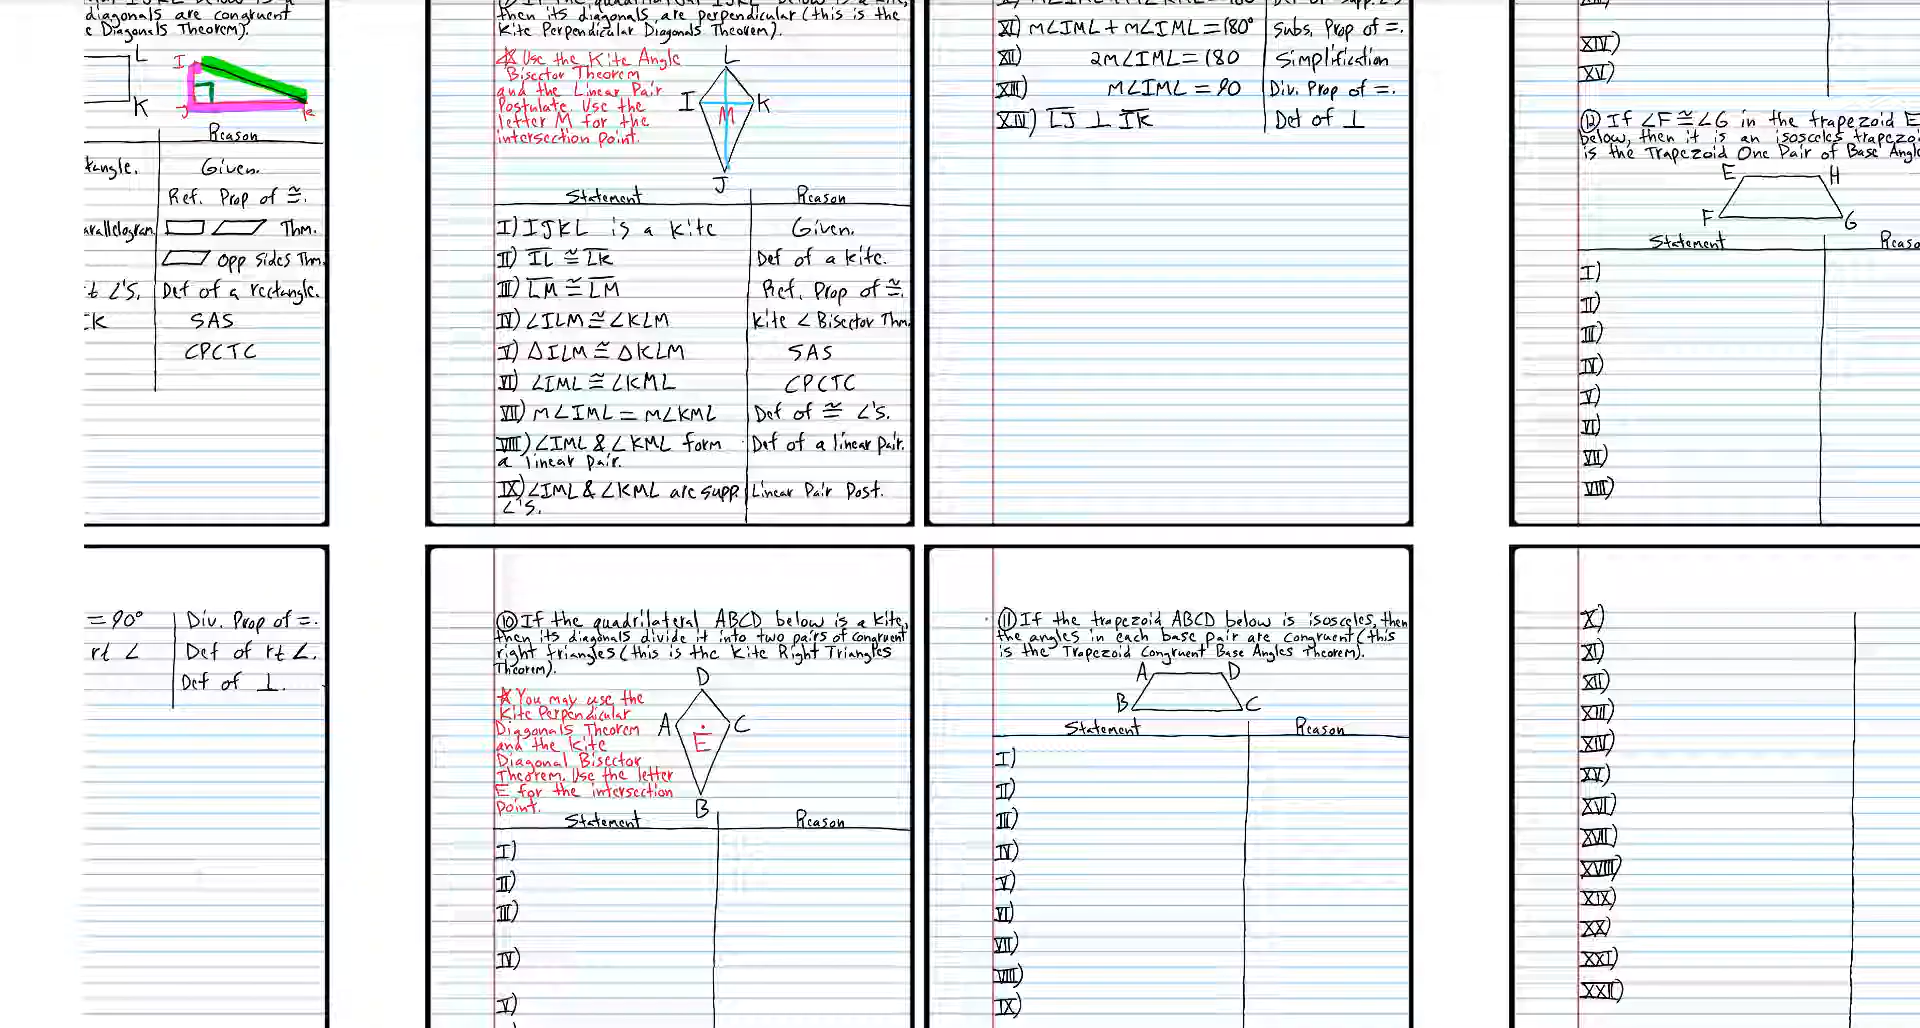 diagonals are congruent
e Diagonals Theorem).
L
K
I
J
K
Reason
tangle.
Given.
Ref. Prop of ≅.
arallelogram
Thm.
Opp Sides Thm.
t ∠'s.
Def of a rectangle.
SAS
CPCTC
then its diagonals are perpendicular (this is the
Kite Perpendicular Diagonals Theorem).
☆ Use the Kite Angle
Bisector Theorem
and the Linear Pair
Postulate. Use the
letter M for the
intersection point.
L
I
K
M
J
Statement Reason
I) IJKL is a kite Given.
II) IL ≅ LK Def of a kite.
III) LM ≅ LM Ref. Prop of ≅.
IV) ∠ILM ≅ ∠KLM Kite ∠ Bisector Thm.
V) △ILM ≅ △KLM SAS
VI) ∠IML ≅ ∠KML CPCTC
VII) m∠IML = m∠KML Def of ≅ ∠'s.
VIII) ∠IML & ∠KML form Def of a linear pair.
a linear pair.
IX) ∠IML & ∠KML are supp. Linear Pair Post.
∠'s.
XI) m∠IML + m∠IML = 180° Subs. Prop of =.
XII) 2m∠IML = 180 Simplification
XIII) m∠IML = 90 Div. Prop of =.
XIV) LJ ⊥ IK Def of ⊥
XIV)
XV)
⑫ If ∠F ≅ ∠G in the trapezoid E
below, then it is an isosceles trapezo
is the Trapezoid One Pair of Base Angl
E H
F G
Statement Reaso
I)
II)
III)
IV)
V)
VI)
VII)
VIII)
= 90° Div. Prop of =.
rt ∠ Def of rt ∠.
Def of ⊥.
⑩ If the quadrilateral ABCD below is a kite,
then its diagonals divide it into two pairs of congruent
right triangles (this is the Kite Right Triangles
Theorem).
☆ You may use the
Kite Perpendicular
Diagonals Theorem
and the Kite
Diagonal Bisector
Theorem. Use the letter
E for the intersection
point.
D
A C
E
B
Statement Reason
I)
II)
III)
IV)
V)
⑪ If the trapezoid ABCD below is isosceles, then
the angles in each base pair are congruent (this
is the Trapezoid Congruent Base Angles Theorem).
A D
B C
Statement Reason
I)
II)
III)
IV)
V)
VI)
VII)
VIII)
IX)
X)
XI)
XII)
XIII)
XIV)
XV)
XVI)
XVII)
XVIII)
XIX)
XX)
XXI)
XXII)